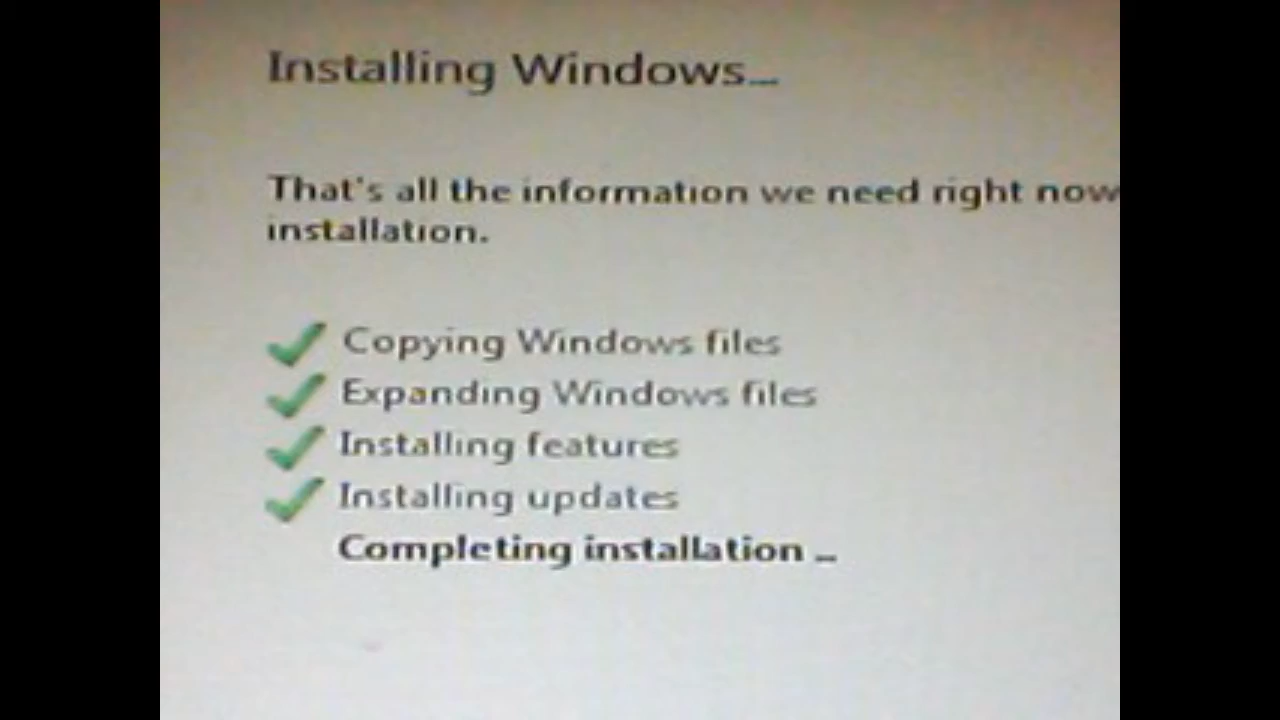 Installing Windows...
That's all the information we need right now
installation.
Copying Windows files
Expanding Windows files
Installing features
Installing updates
Completing installation ...